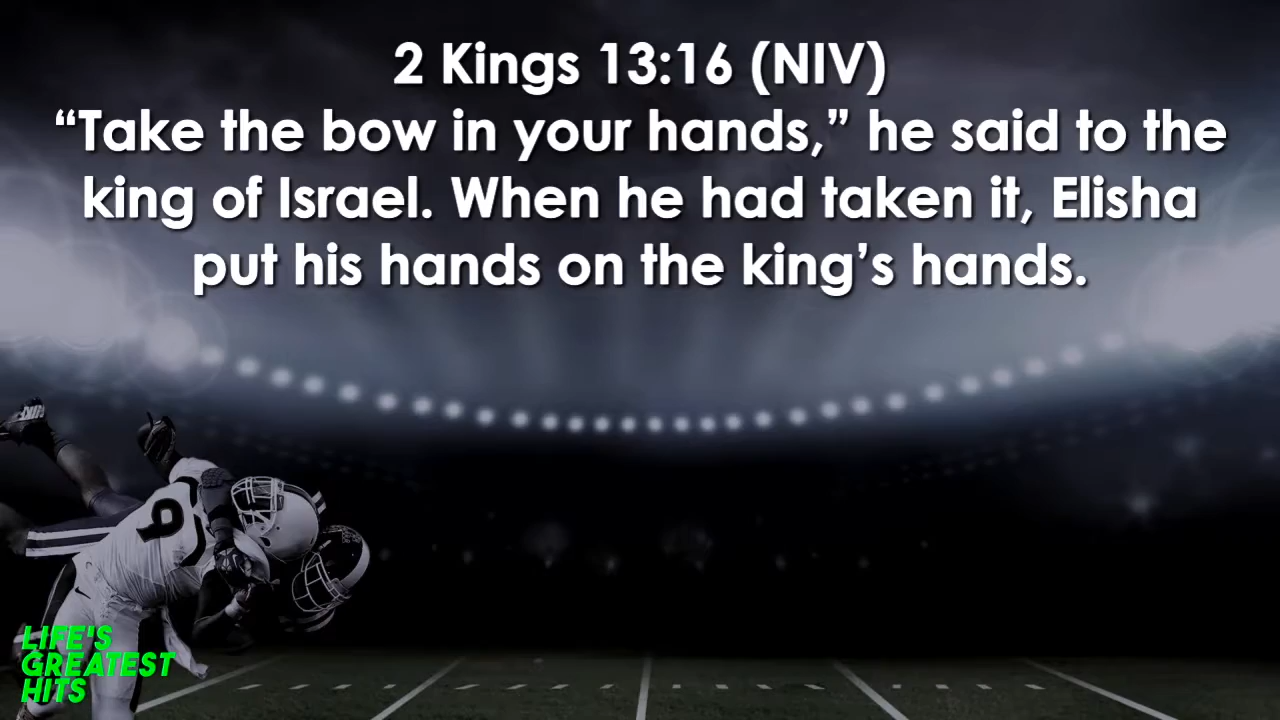 2 Kings 13:16 (NIV)
“Take the bow in your hands,” he said to the
king of Israel. When he had taken it, Elisha
put his hands on the king’s hands.
9
LIFE'S
GREATEST
HITS